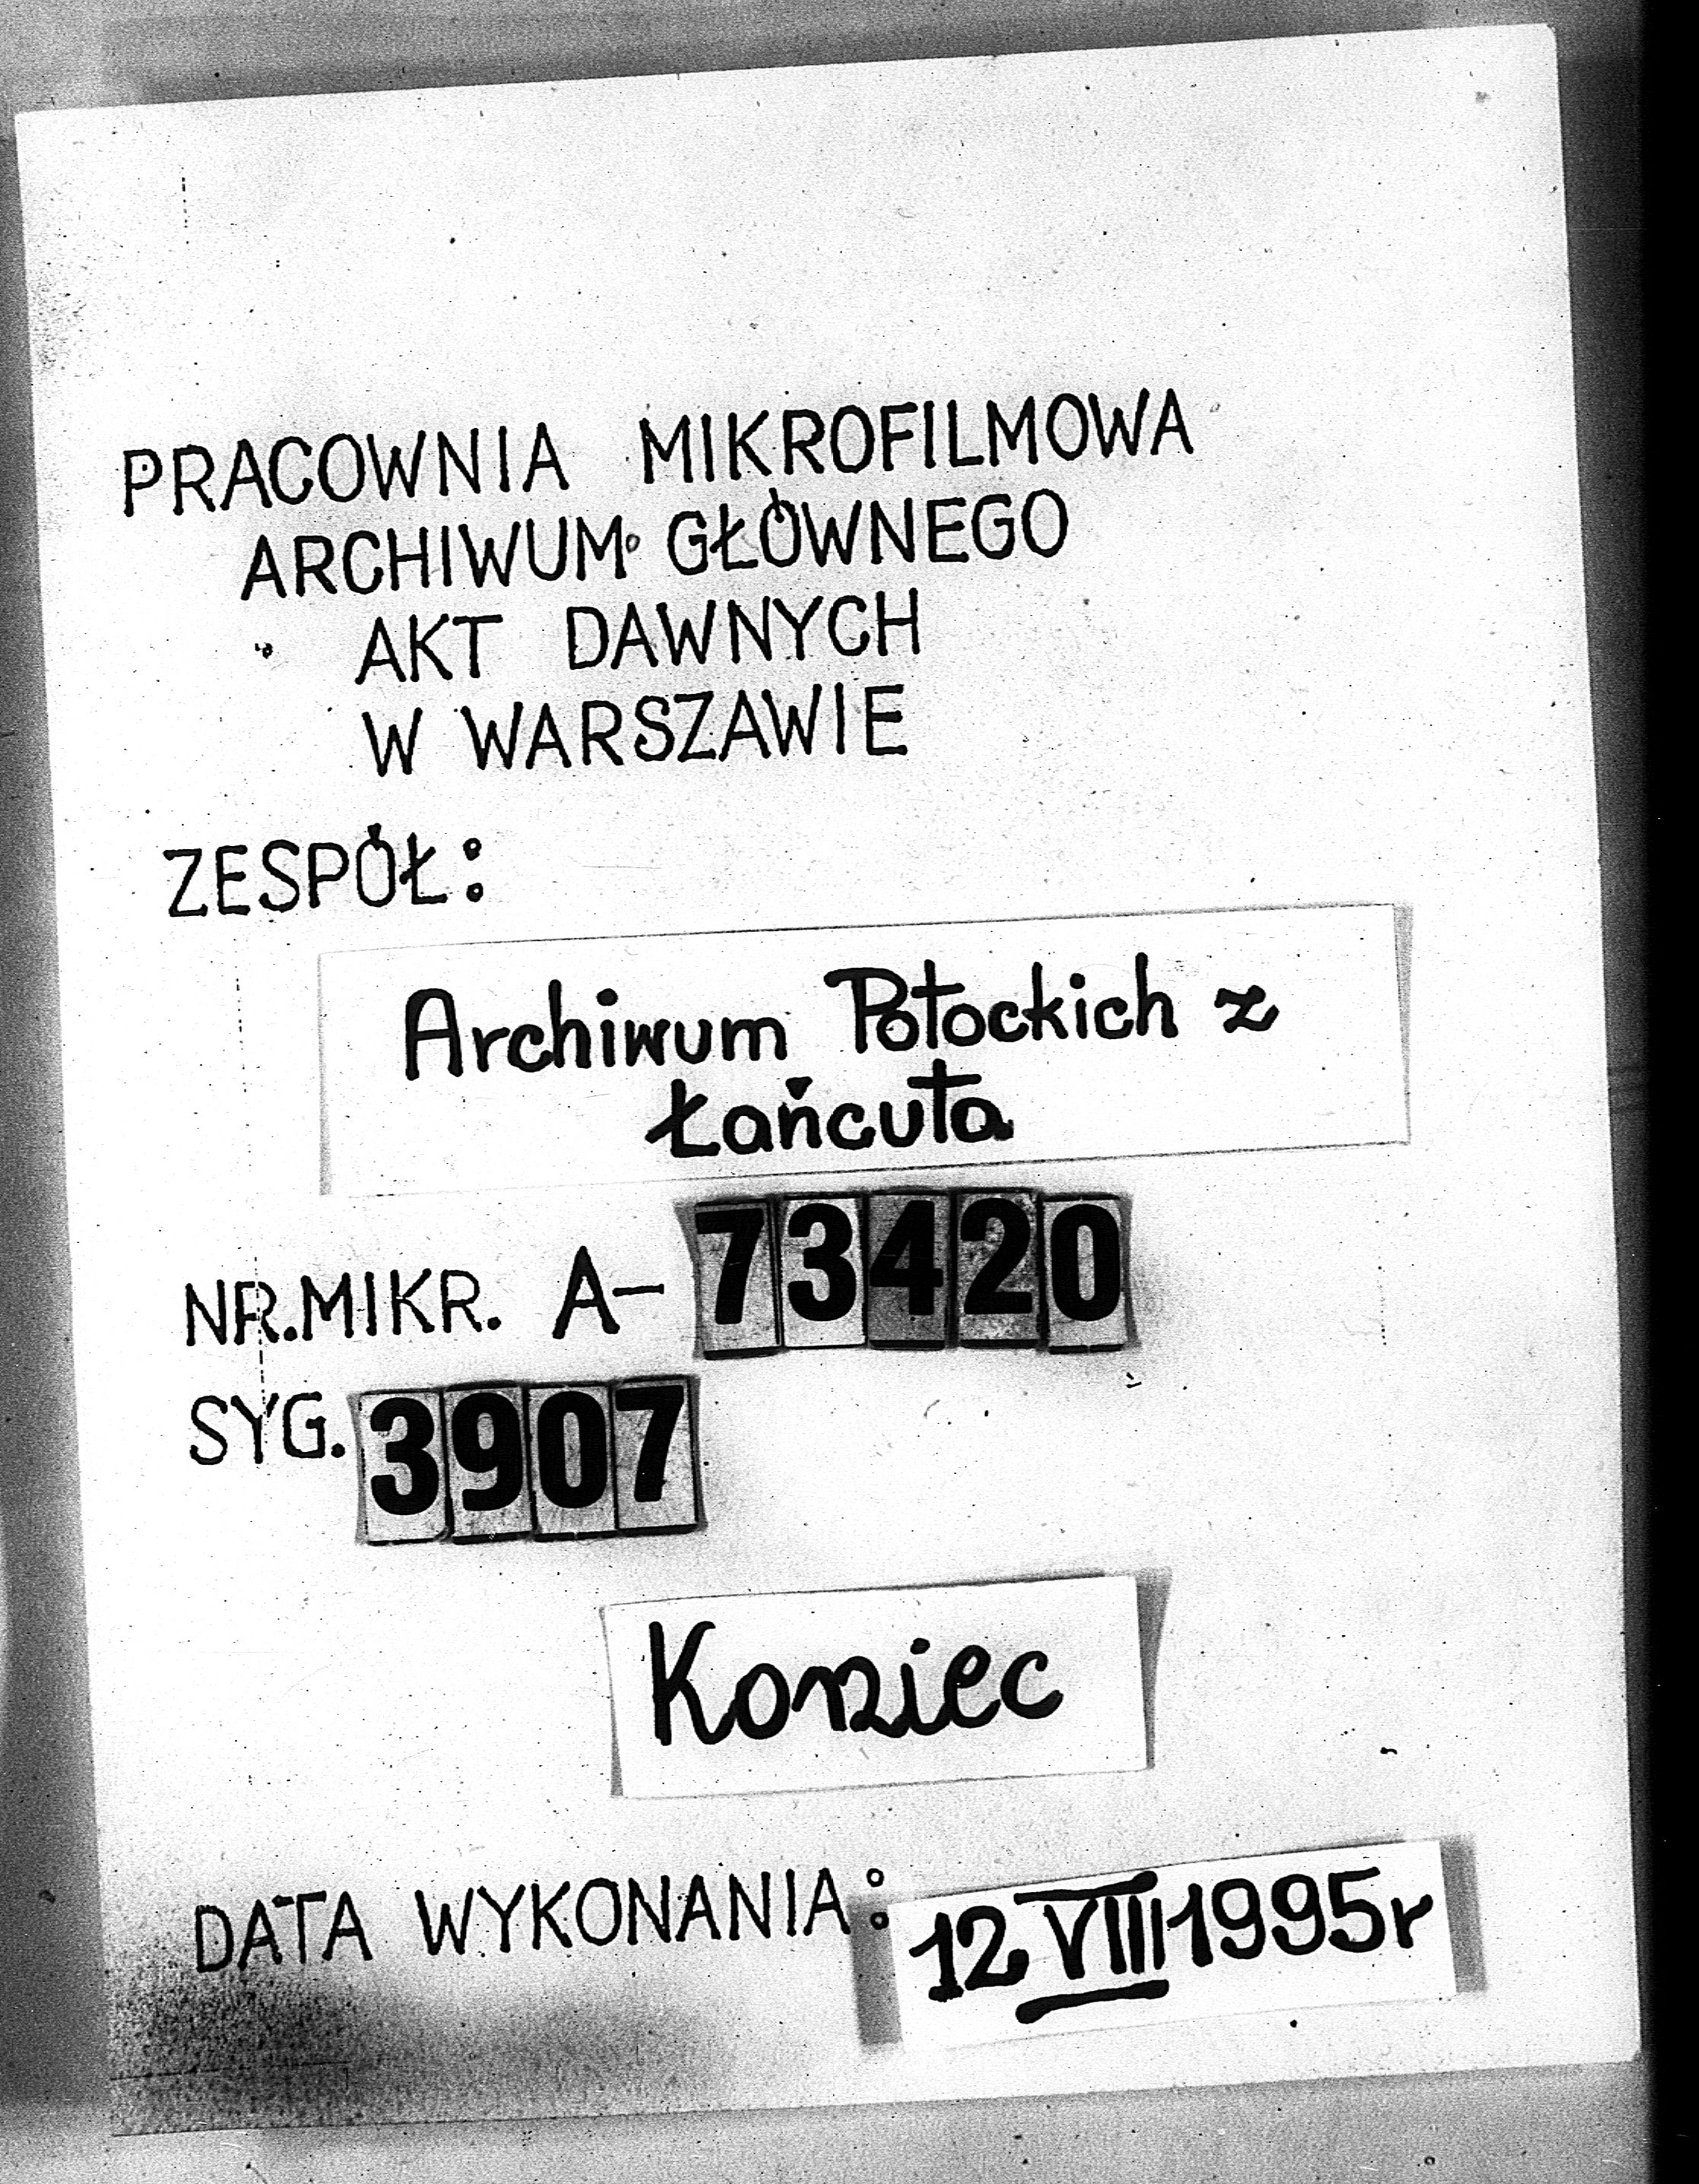 PRACOWNIA MIKROFILMOWA
ARCHIWUM GŁÓWNEGO
AKT DAWNYCH
W WARSZAWIE
ZESPÓŁ:
Archiwum Potockich z
Łańcuta
NR.MIKR. A-73420
SYG. 3907
Koniec
DATA WYKONANIA: 12 VIII 1995r